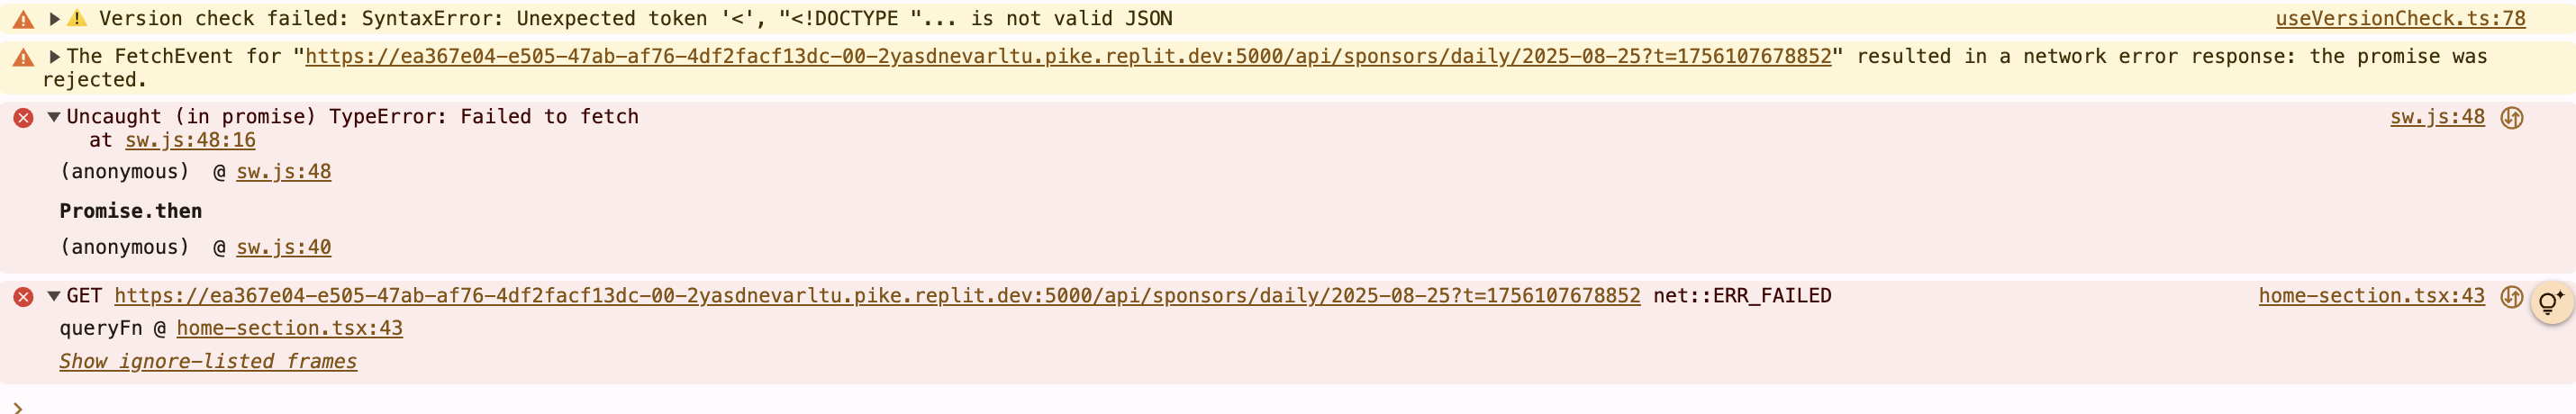 Version check failed: SyntaxError: Unexpected token '<', "<!DOCTYPE "... is not valid JSON useVersionCheck.ts:78
The FetchEvent for "https://ea367e04-e505-47ab-af76-4df2facf13dc-00-2yasdnevarltu.pike.replit.dev:5000/api/sponsors/daily/2025-08-25?t=1756107678852" resulted in a network error response: the promise was
rejected.
Uncaught (in promise) TypeError: Failed to fetch sw.js:48
at sw.js:48:16
(anonymous) @ sw.js:48
Promise.then
(anonymous) @ sw.js:40
GET https://ea367e04-e505-47ab-af76-4df2facf13dc-00-2yasdnevarltu.pike.replit.dev:5000/api/sponsors/daily/2025-08-25?t=1756107678852 net::ERR_FAILED home-section.tsx:43
queryFn @ home-section.tsx:43
Show ignore-listed frames